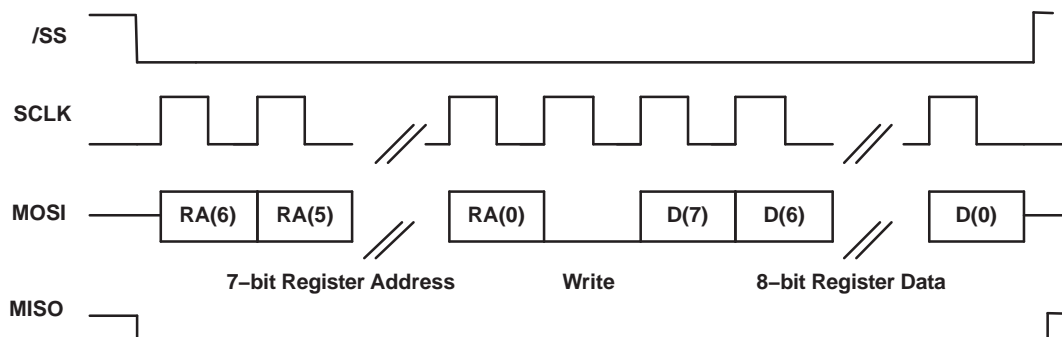 /SS
SCLK
MOSI RA(6) RA(5) RA(0) D(7) D(6) D(0)
7–bit Register Address Write 8–bit Register Data
MISO